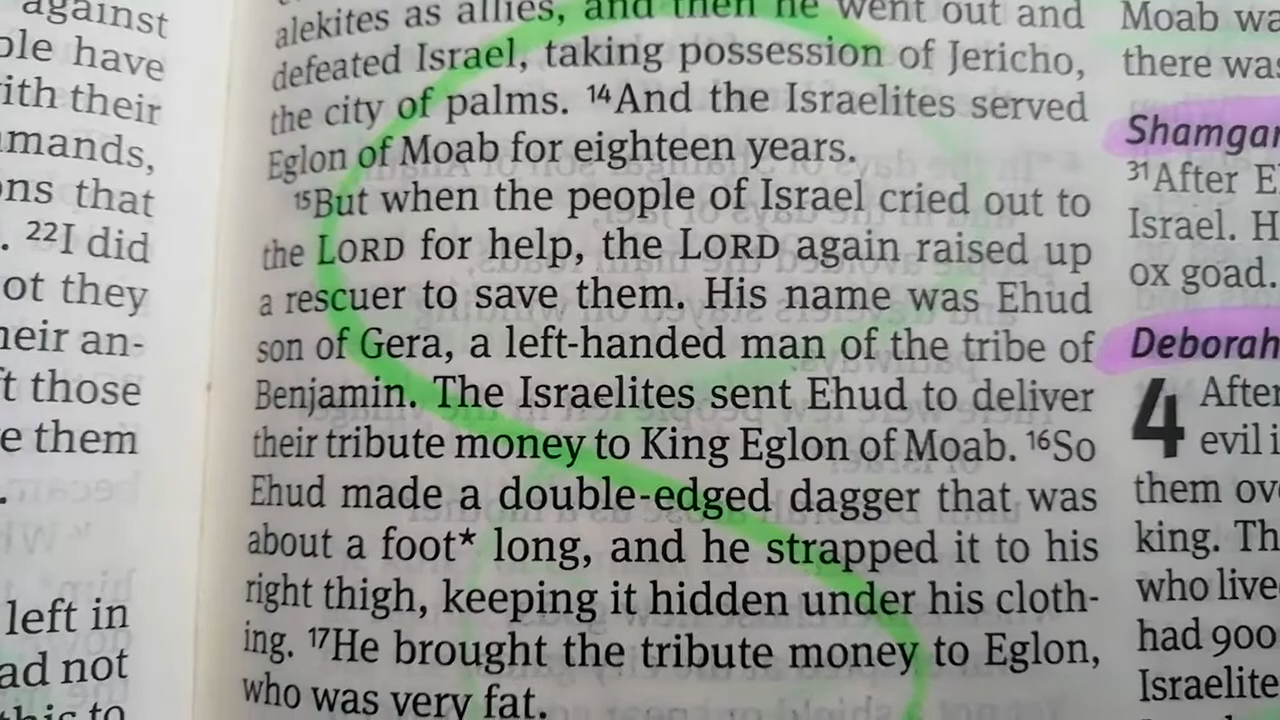 against
ple have
ith their
mands,
ns that
. 22I did
ot they
heir an-
t those
e them
.
left in
ad not
this to
alekites as allies, and then he went out and
defeated Israel, taking possession of Jericho,
the city of palms. 14And the Israelites served
Eglon of Moab for eighteen years.
15But when the people of Israel cried out to
the LORD for help, the LORD again raised up
a rescuer to save them. His name was Ehud
son of Gera, a left-handed man of the tribe of
Benjamin. The Israelites sent Ehud to deliver
their tribute money to King Eglon of Moab. 16So
Ehud made a double-edged dagger that was
about a foot* long, and he strapped it to his
right thigh, keeping it hidden under his cloth-
ing. 17He brought the tribute money to Eglon,
who was very fat.
Moab wa
there was
Shamgar
31After E
Israel. H
ox goad.
Deborah
4 After
evil i
them ove
king. Th
who live
had 900
Israelite